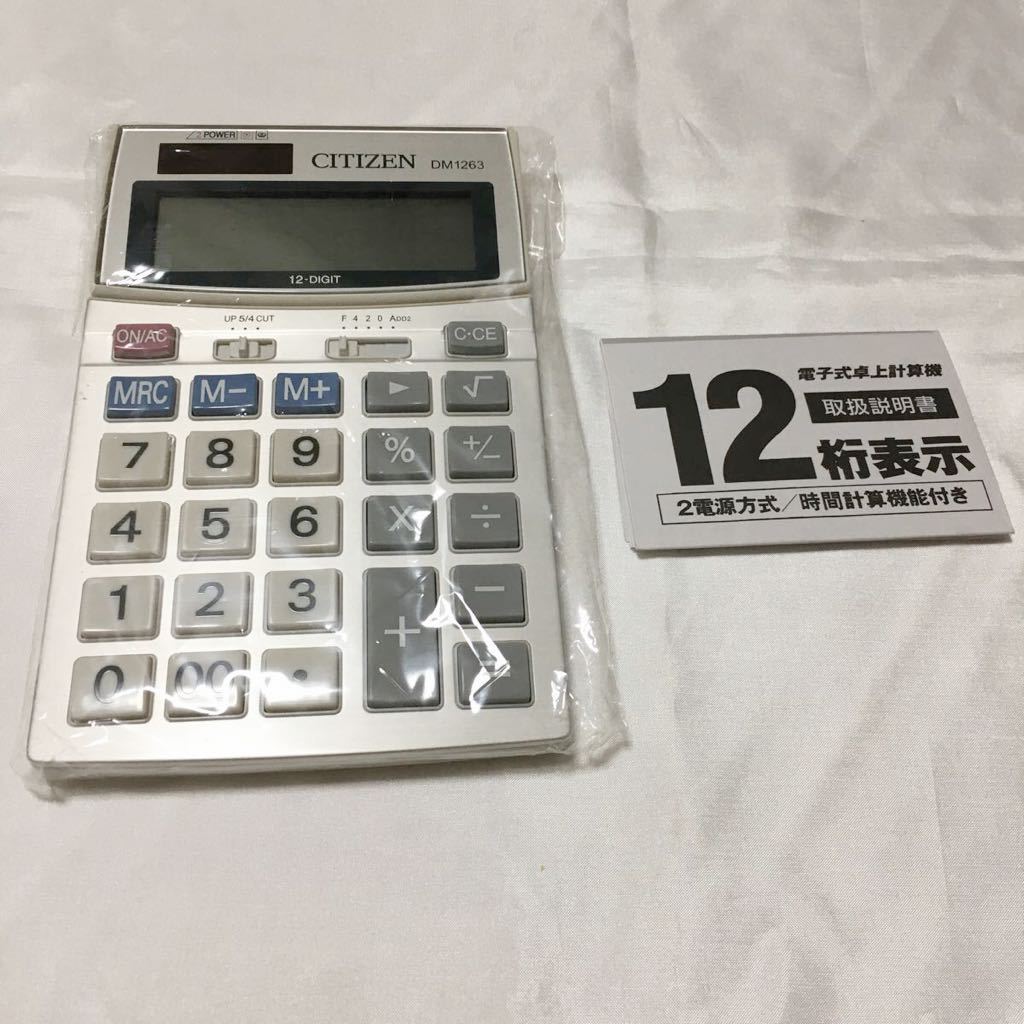 2 POWER
CITIZEN DM1263
12-DIGIT
UP 5/4 CUT
F 4 2 0 ADD2
ON/AC C·CE
MRC M− M+ ► √
7 8 9 % +/−
4 5 6 X ÷
1 2 3 + −
0 00 · =
電子式卓上計算機
取扱説明書
12桁表示
2電源方式/時間計算機能付き